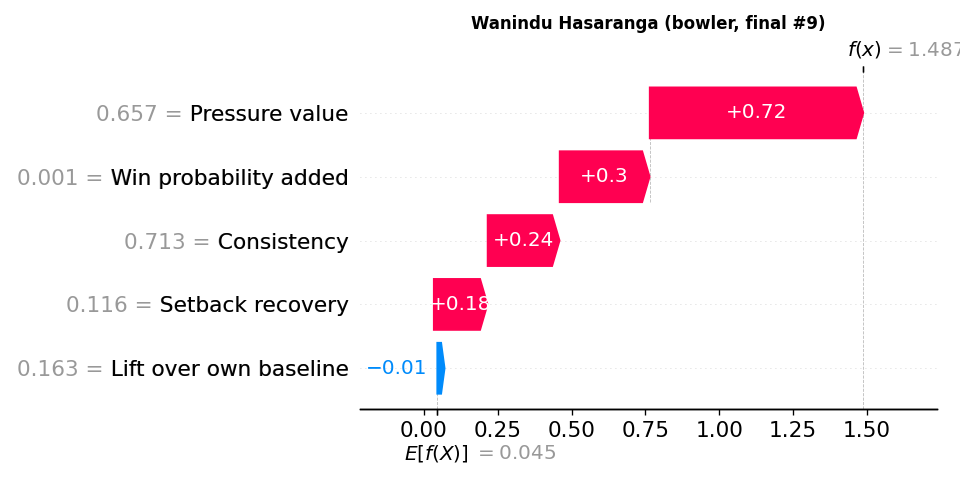 Wanindu Hasaranga (bowler, final #9)
f(x) = 1.487
0.657 = Pressure value
+0.72
0.001 = Win probability added
+0.3
0.713 = Consistency
+0.24
0.116 = Setback recovery
+0.18
0.163 = Lift over own baseline
−0.01
0.00 0.25 0.50 0.75 1.00 1.25 1.50
E[f(X)] = 0.045